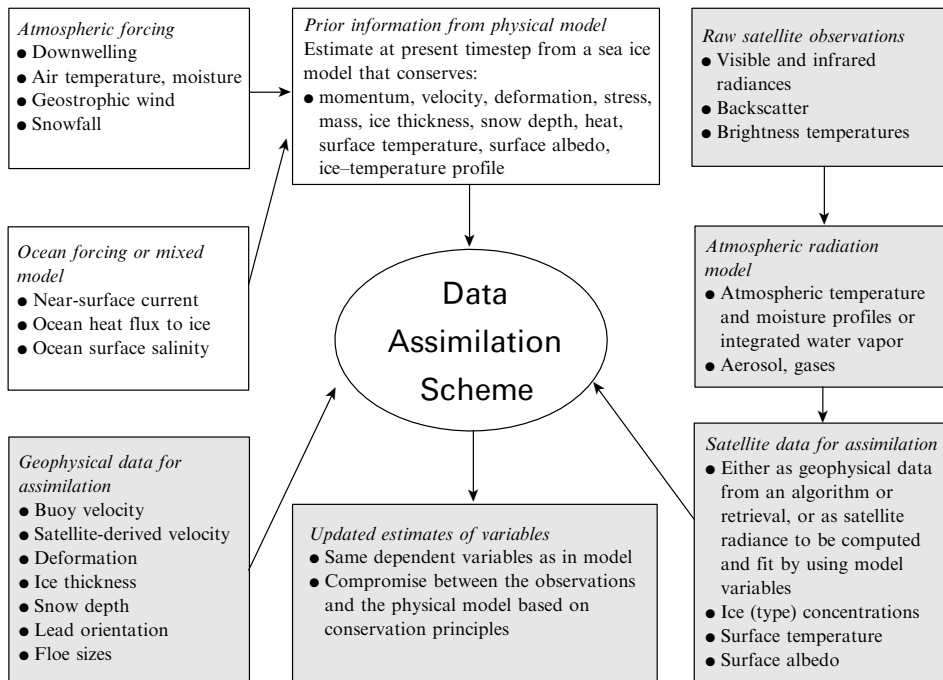 Atmospheric forcing
● Downwelling
● Air temperature, moisture
● Geostrophic wind
● Snowfall
Prior information from physical model
Estimate at present timestep from a sea ice
model that conserves:
● momentum, velocity, deformation, stress,
mass, ice thickness, snow depth, heat,
surface temperature, surface albedo,
ice–temperature profile
Raw satellite observations
● Visible and infrared
radiances
● Backscatter
● Brightness temperatures
Ocean forcing or mixed
model
● Near-surface current
● Ocean heat flux to ice
● Ocean surface salinity
Data
Assimilation
Scheme
Atmospheric radiation
model
● Atmospheric temperature
and moisture profiles or
integrated water vapor
● Aerosol, gases
Geophysical data for
assimilation
● Buoy velocity
● Satellite-derived velocity
● Deformation
● Ice thickness
● Snow depth
● Lead orientation
● Floe sizes
Updated estimates of variables
● Same dependent variables as in model
● Compromise between the observations
and the physical model based on
conservation principles
Satellite data for assimilation
● Either as geophysical data
from an algorithm or
retrieval, or as satellite
radiance to be computed
and fit by using model
variables
● Ice (type) concentrations
● Surface temperature
● Surface albedo